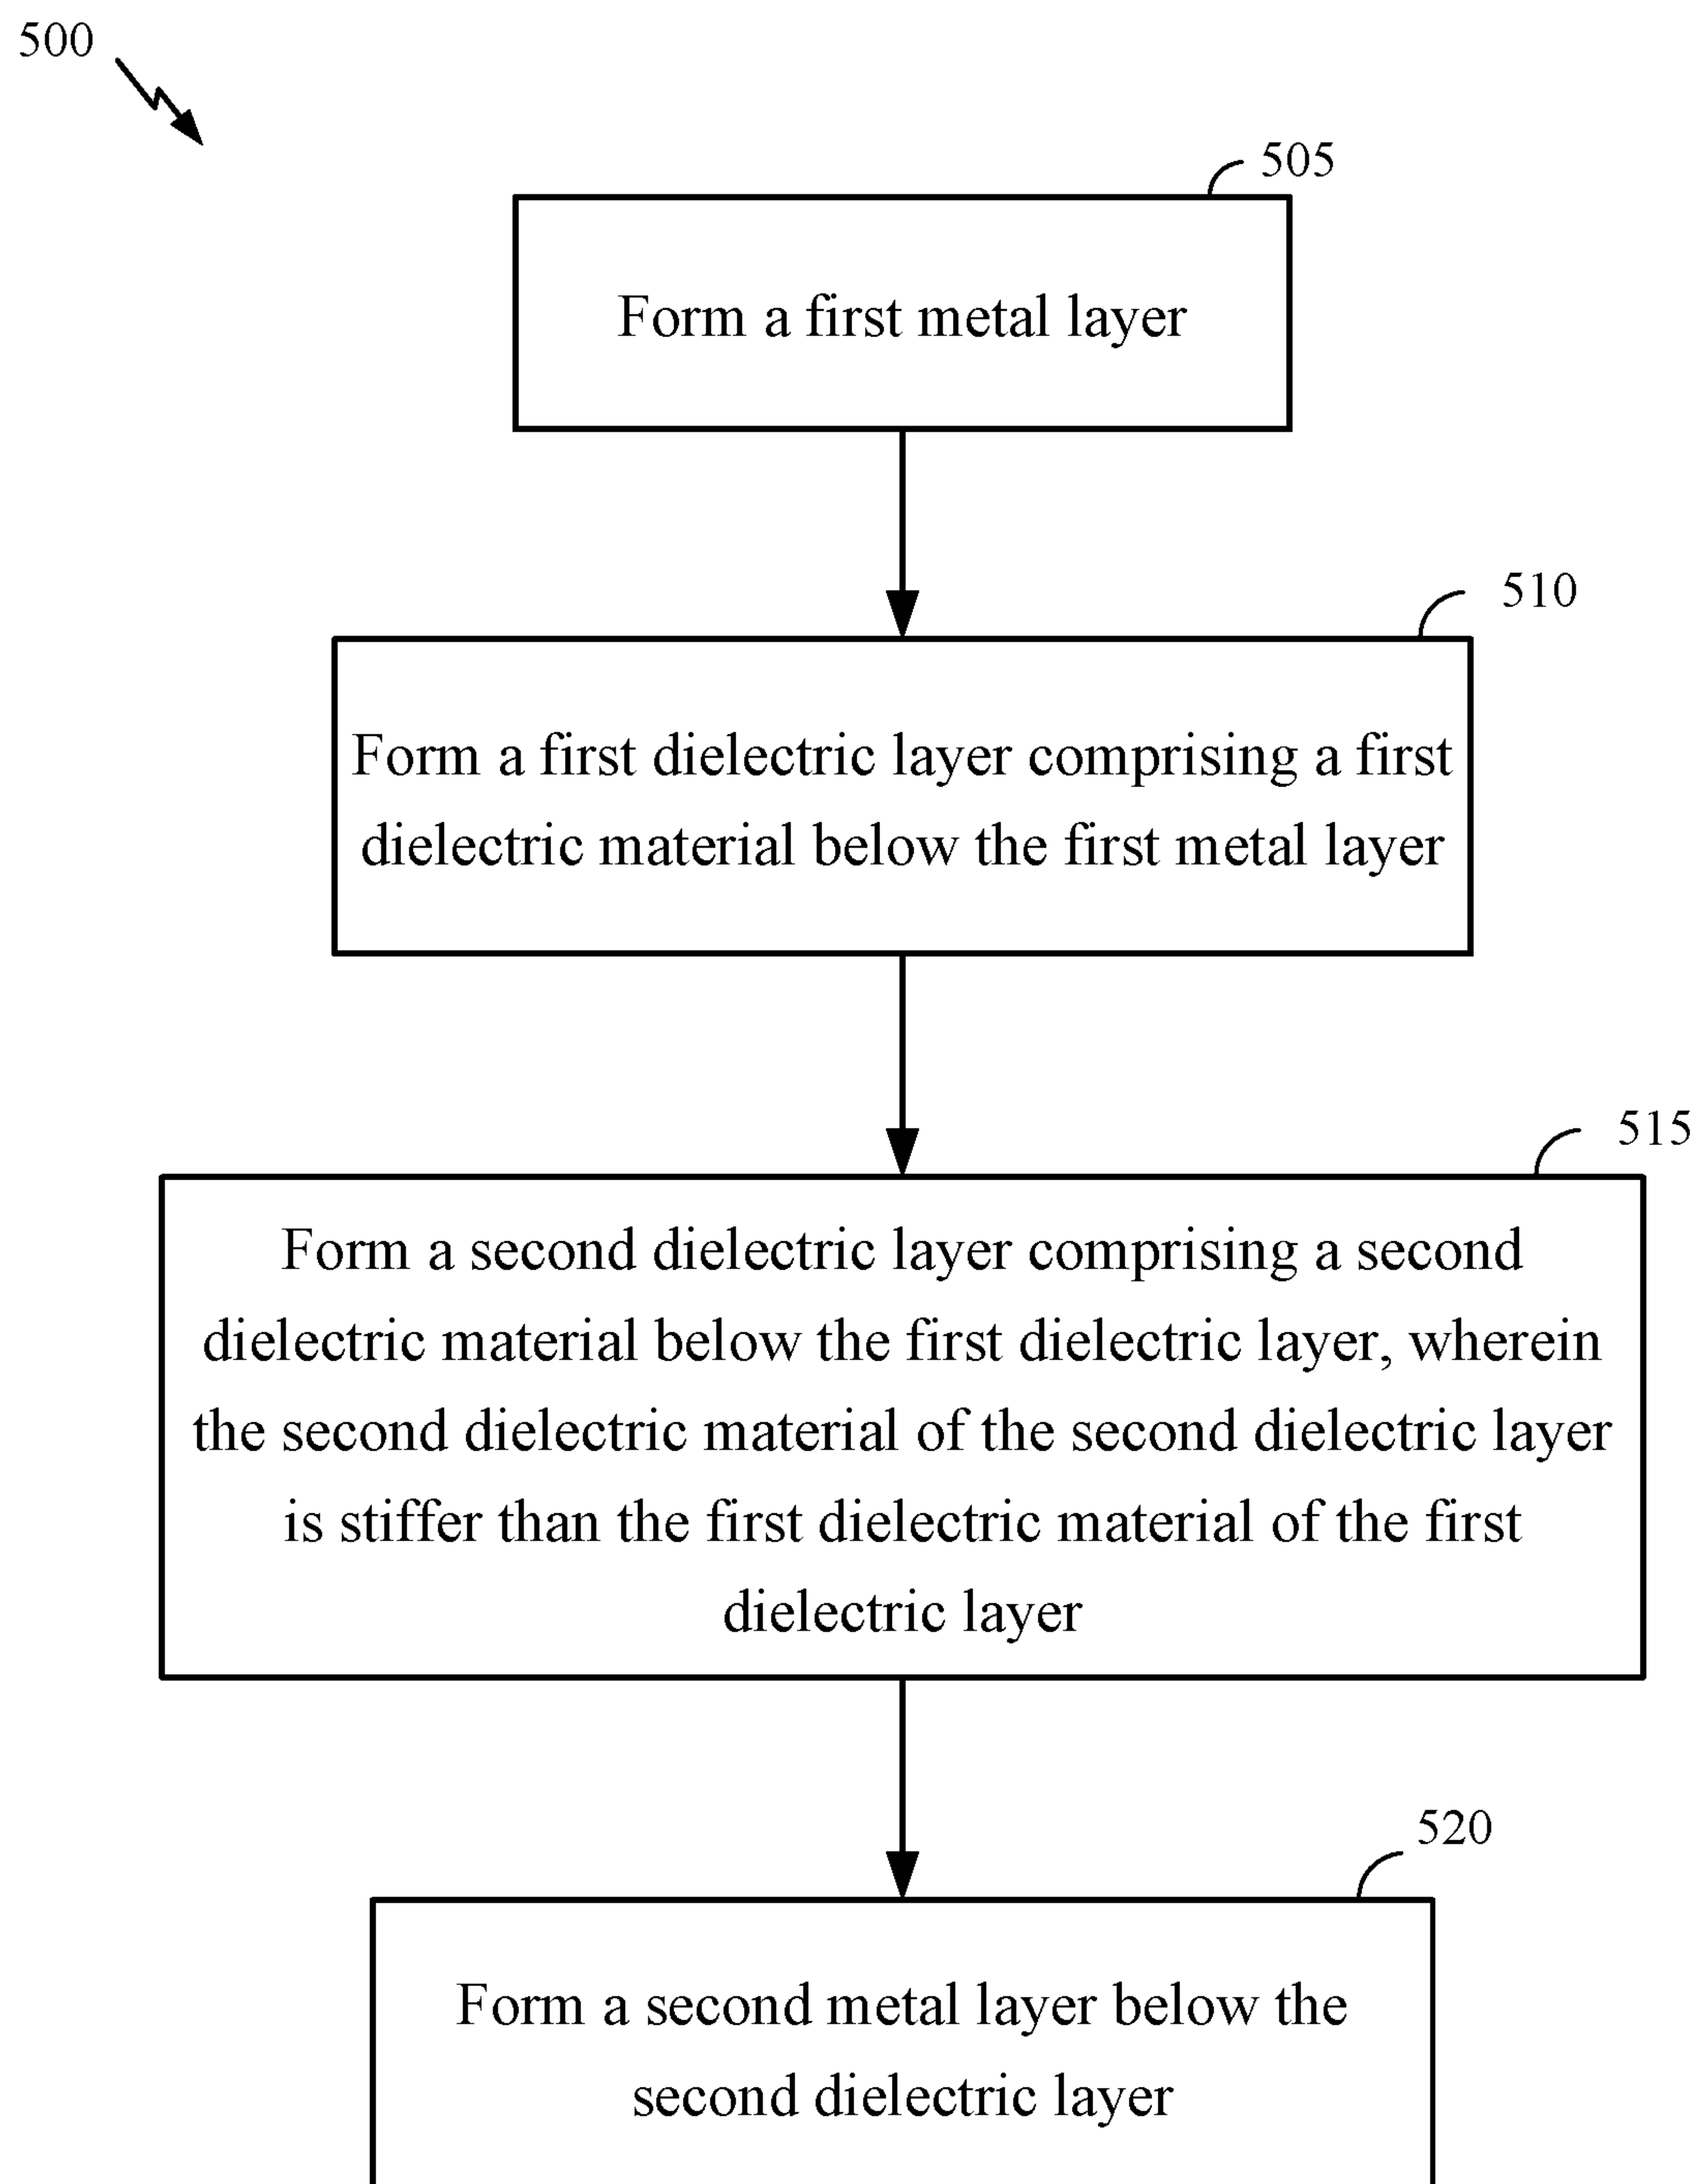 500
505
Form a first metal layer
510
Form a first dielectric layer comprising a first
dielectric material below the first metal layer
515
Form a second dielectric layer comprising a second
dielectric material below the first dielectric layer, wherein
the second dielectric material of the second dielectric layer
is stiffer than the first dielectric material of the first
dielectric layer
520
Form a second metal layer below the
second dielectric layer